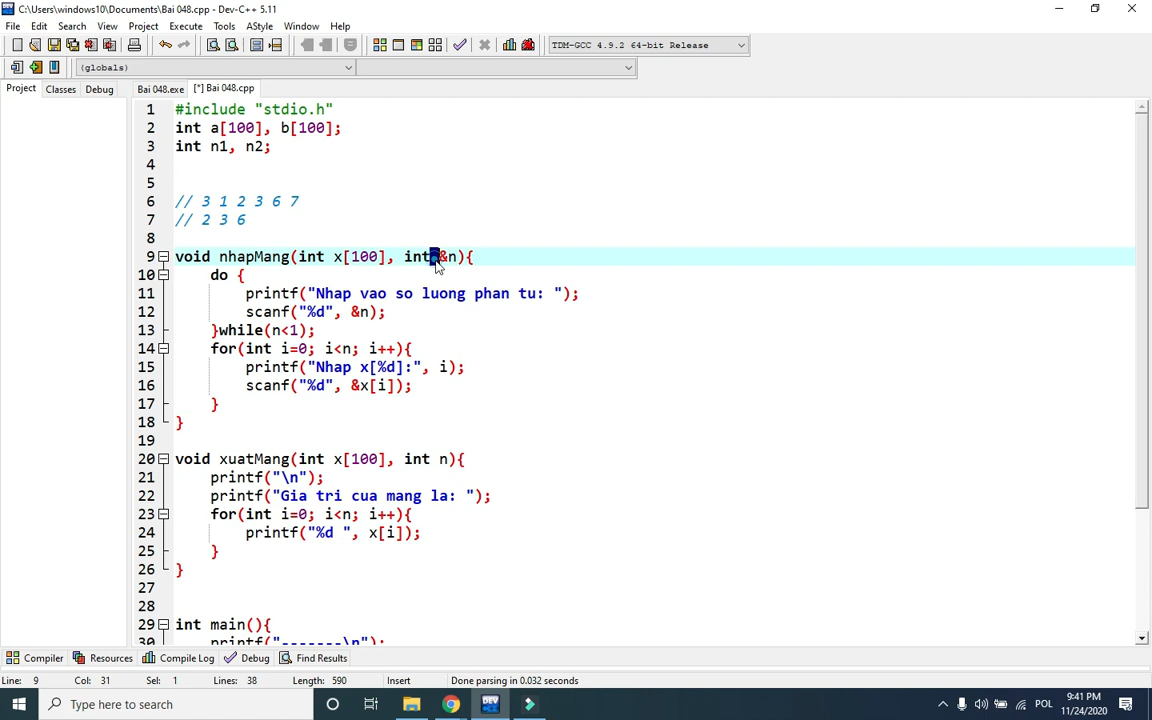 C:\Users\windows10\Documents\Bai 048.cpp - Dev-C++ 5.11
File Edit Search View Project Execute Tools AStyle Window Help
TDM-GCC 4.9.2 64-bit Release
(globals)
Project Classes Debug Bai 048.exe [*] Bai 048.cpp
1 #include "stdio.h"
2 int a[100], b[100];
3 int n1, n2;
4
5
6 // 3 1 2 3 6 7
7 // 2 3 6
8
9 void nhapMang(int x[100], int &n){
10 do {
11 printf("Nhap vao so luong phan tu: ");
12 scanf("%d", &n);
13 }while(n<1);
14 for(int i=0; i<n; i++){
15 printf("Nhap x[%d]:", i);
16 scanf("%d", &x[i]);
17 }
18 }
19
20 void xuatMang(int x[100], int n){
21 printf("\n");
22 printf("Gia tri cua mang la: ");
23 for(int i=0; i<n; i++){
24 printf("%d ", x[i]);
25 }
26 }
27
28
29 int main(){
30 printf("-------\n");
Compiler Resources Compile Log Debug Find Results
Line: 9 Col: 31 Sel: 1 Lines: 38 Length: 590 Insert Done parsing in 0.032 seconds
Type here to search
DEV
POL
9:41 PM
11/24/2020